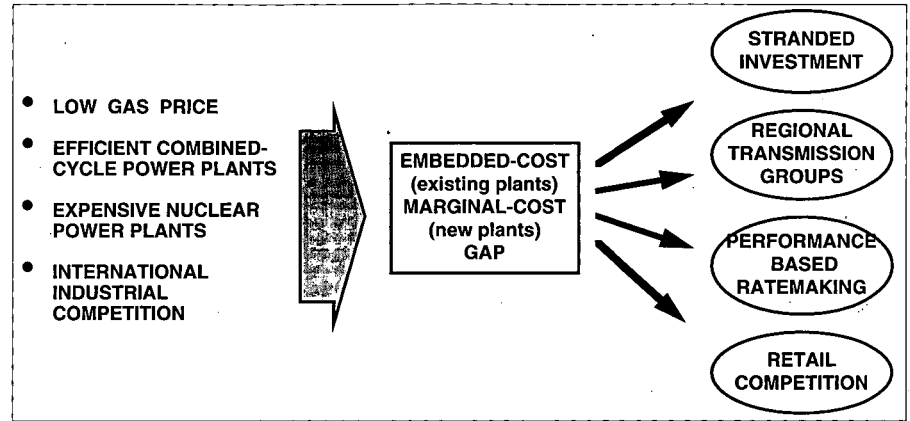 • LOW GAS PRICE
• EFFICIENT COMBINED-
CYCLE POWER PLANTS
• EXPENSIVE NUCLEAR
POWER PLANTS
• INTERNATIONAL
INDUSTRIAL
COMPETITION
EMBEDDED-COST
(existing plants)
MARGINAL-COST
(new plants)
GAP
STRANDED
INVESTMENT
REGIONAL
TRANSMISSION
GROUPS
PERFORMANCE
BASED
RATEMAKING
RETAIL
COMPETITION